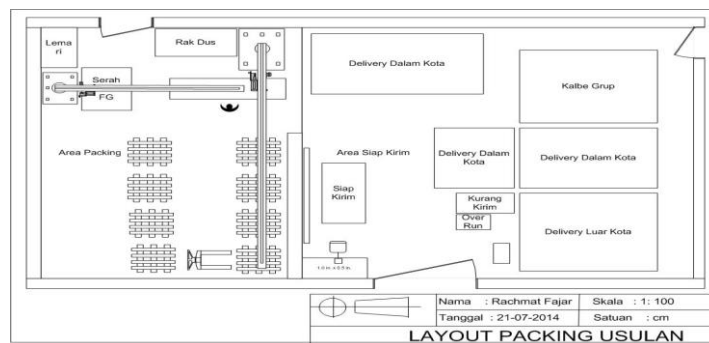 Lema
ri
Rak Dus
Serah
FG
Area Packing
Delivery Dalam Kota
Kalbe Grup
Area Siap Kirim
Delivery Dalam
Kota
Delivery Dalam Kota
Siap
Kirim
Kurang
Kirim
Over
Run
Delivery Luar Kota
Nama : Rachmat Fajar
Skala : 1: 100
Tanggal : 21-07-2014
Satuan : cm
LAYOUT PACKING USULAN